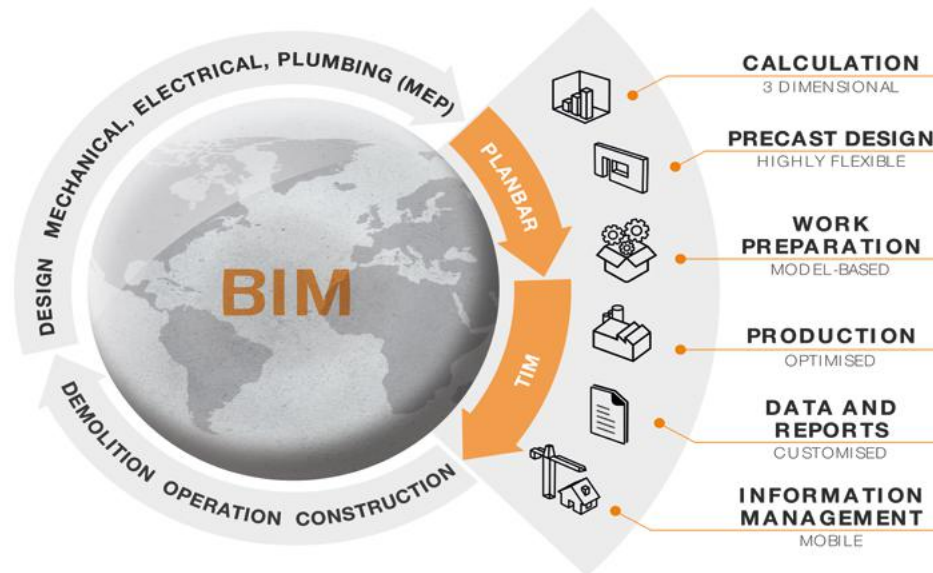 DESIGN MECHANICAL, ELECTRICAL, PLUMBING (MEP)
PLANBAR
TIM
DEMOLITION OPERATION CONSTRUCTION
BIM
CALCULATION
3 DIMENSIONAL
PRECAST DESIGN
HIGHLY FLEXIBLE
WORK
PREPARATION
MODEL-BASED
PRODUCTION
OPTIMISED
DATA AND
REPORTS
CUSTOMISED
INFORMATION
MANAGEMENT
MOBILE